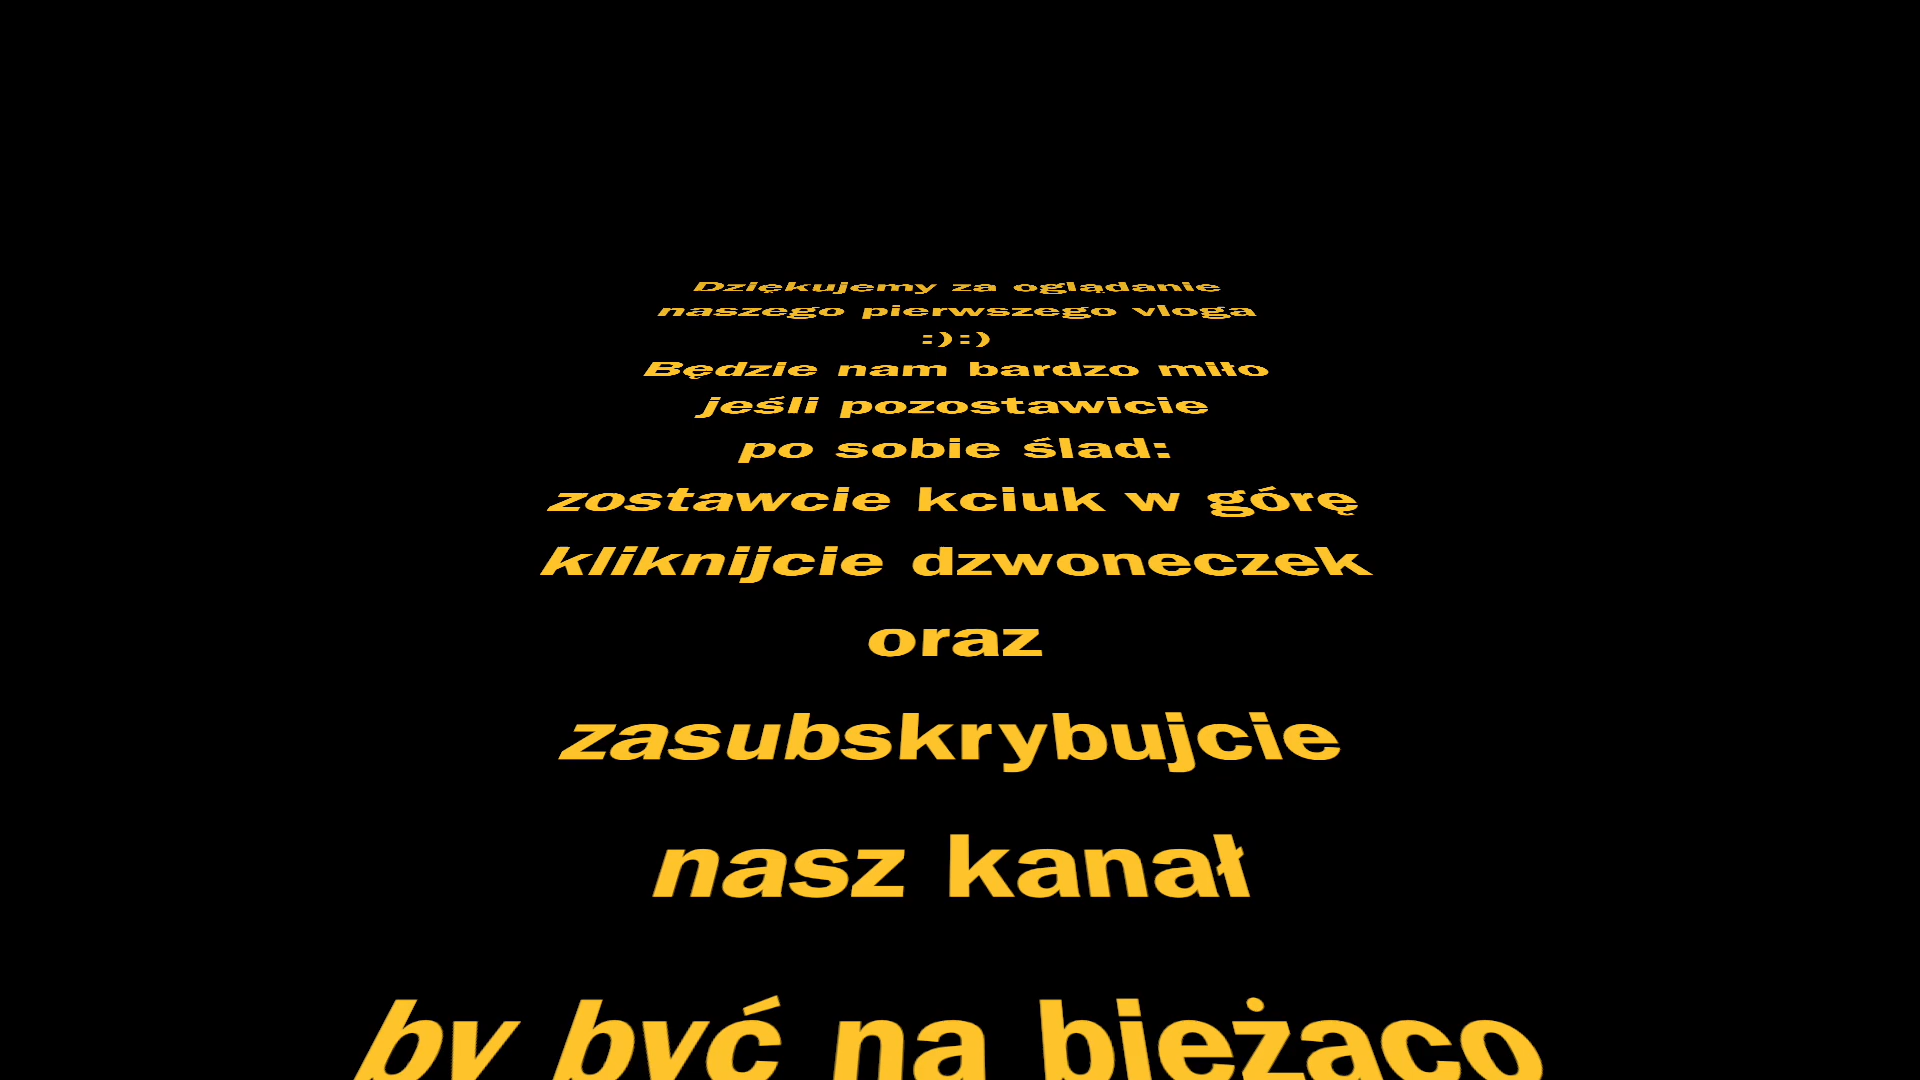 Dziękujemy za oglądanie
naszego pierwszego vloga
:) :)
Będzie nam bardzo miło
jeśli pozostawicie
po sobie ślad:
zostawcie kciuk w górę
kliknijcie dzwoneczek
oraz
zasubskrybujcie
nasz kanał
by być na bieżąco